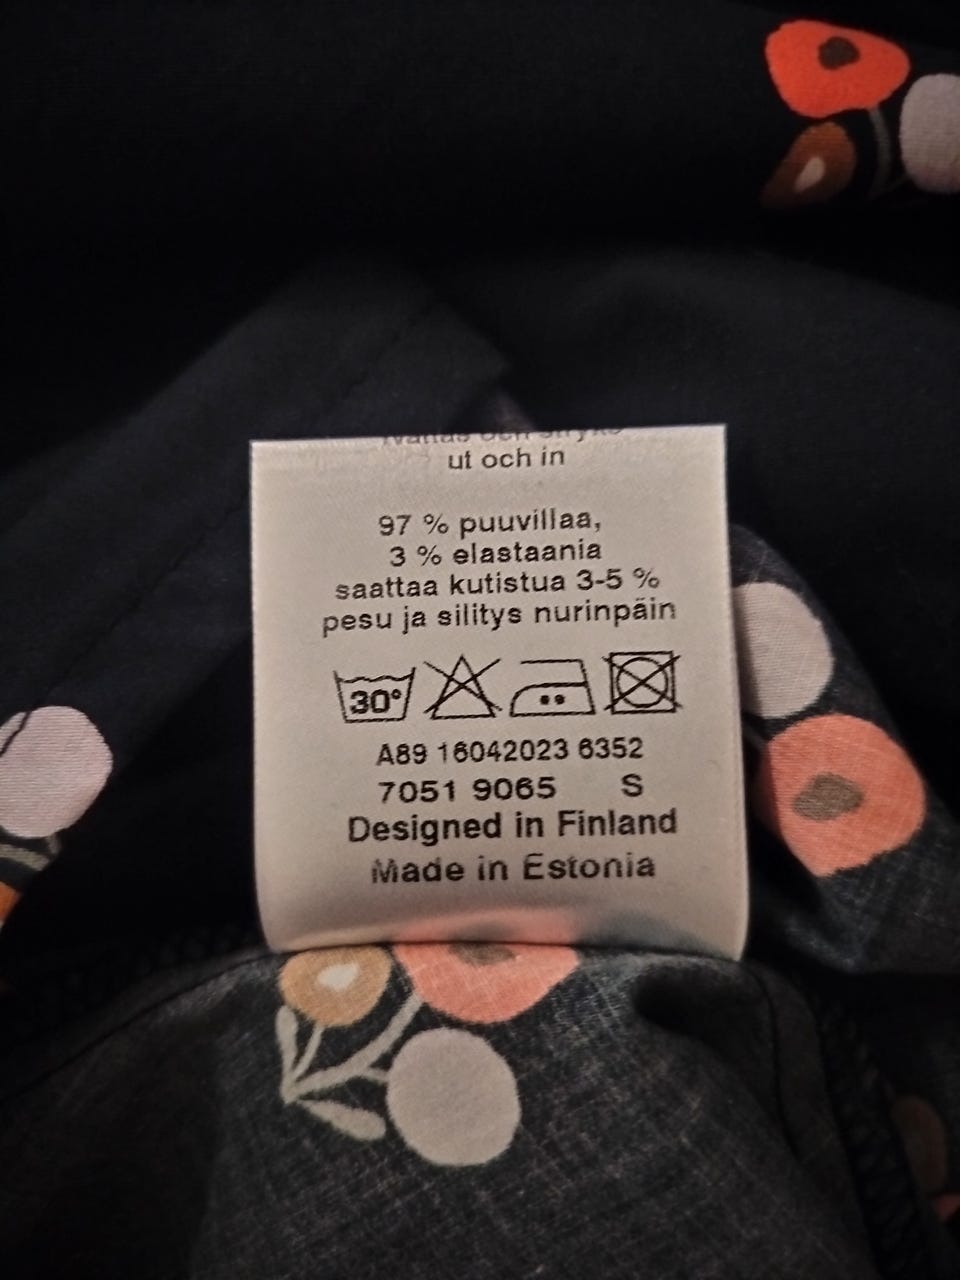 ut och in
97 % puuvillaa,
3 % elastaania
saattaa kutistua 3-5 %
pesu ja silitys nurinpäin
30°
A89 16042023 6352
7051 9065 S
Designed in Finland
Made in Estonia